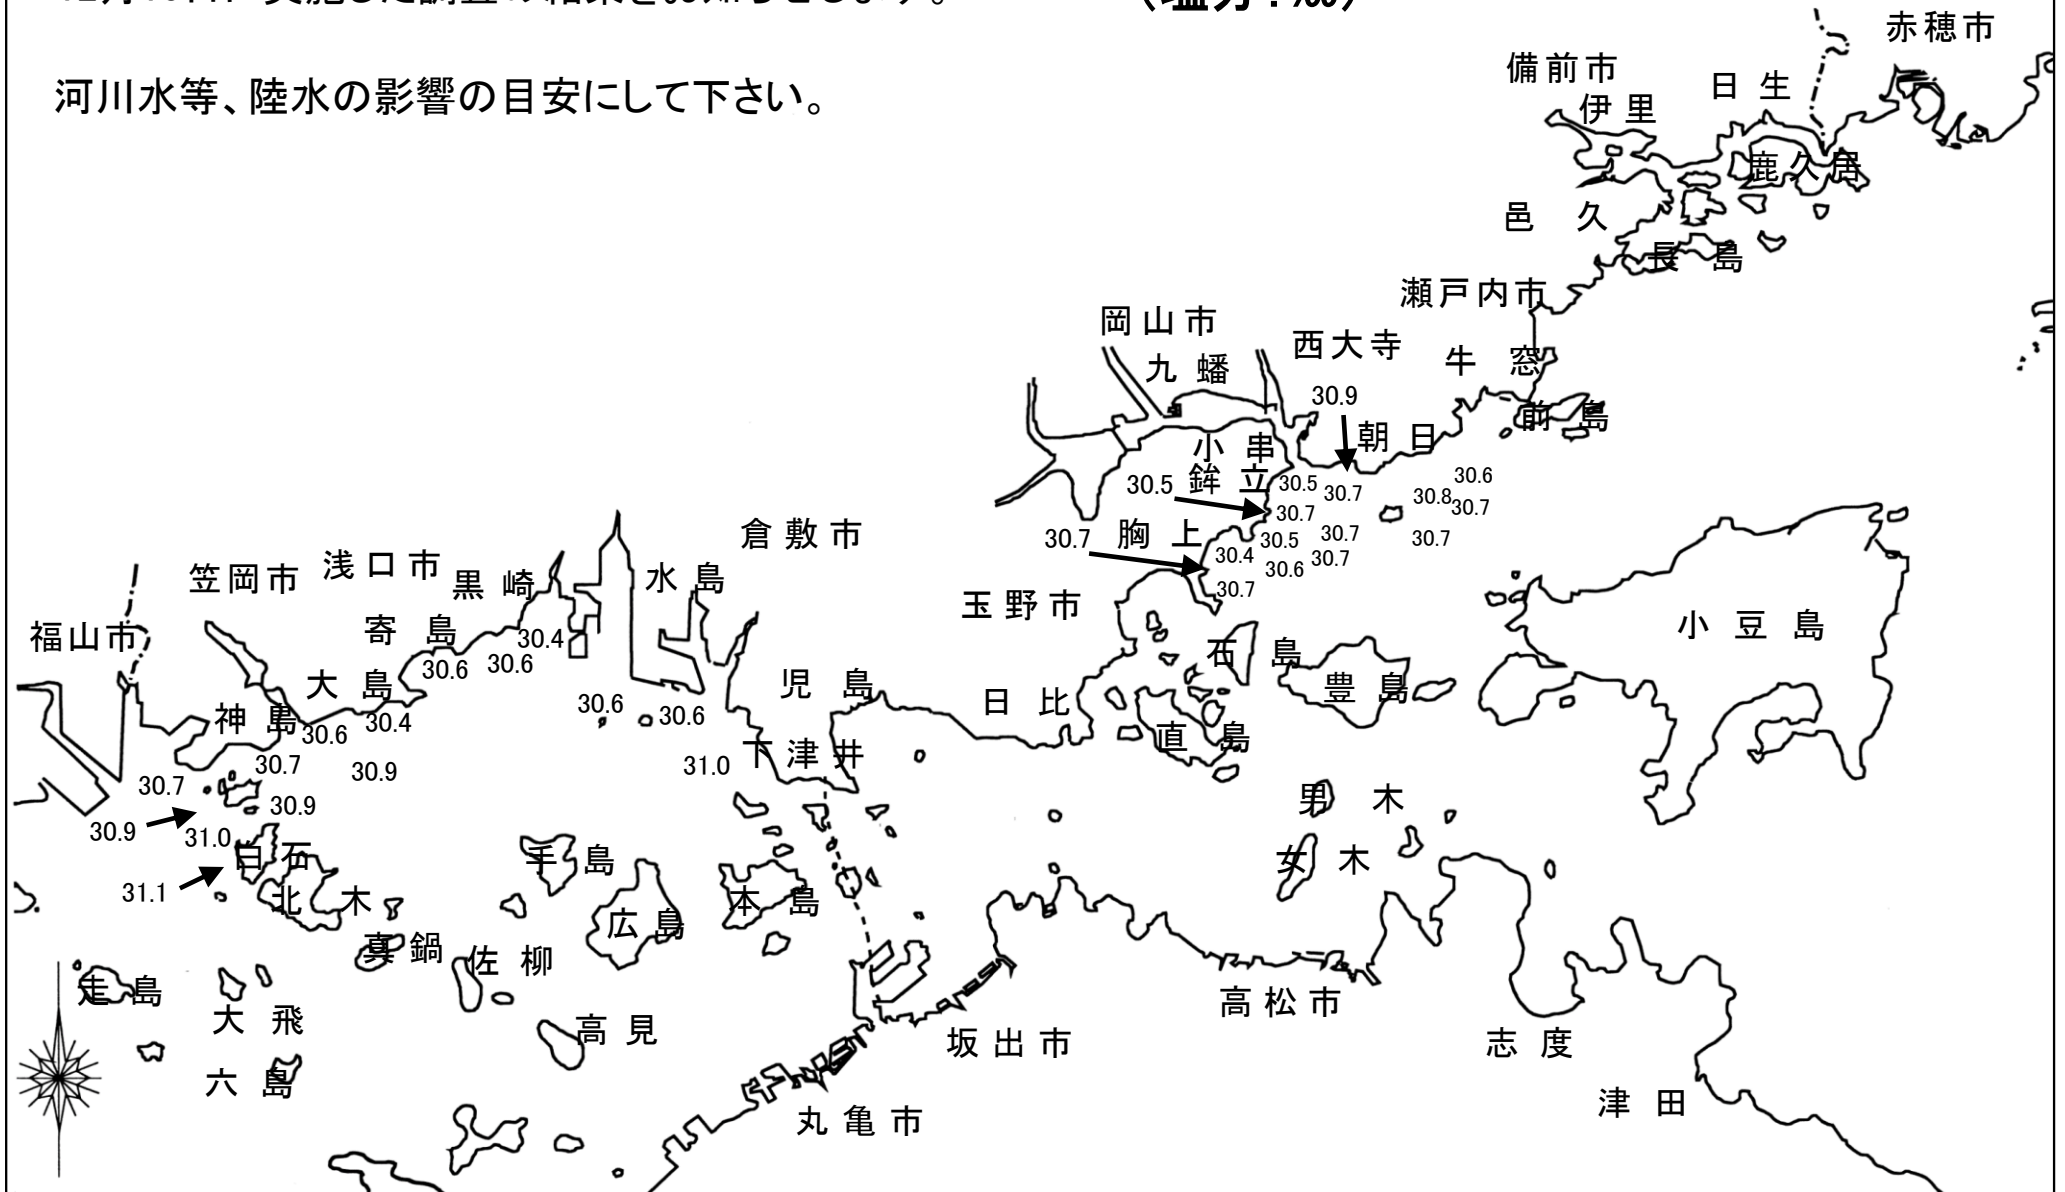 河川水等、陸水の影響の目安にして下さい。
赤穂市
備前市
日生
伊里
鹿久居
邑久
長島
瀬戸内市
岡山市
西大寺
牛窓
九蟠
30.9
前島
朝日
小串
30.5
鉾立
30.5
30.7
30.6
30.8
30.7
30.7
30.7
胸上
30.5
30.7
30.7
30.4
30.6
30.7
30.7
倉敷市
笠岡市
浅口市
黒崎
水島
玉野市
福山市
寄島
30.4
小豆島
30.6
30.6
石島
大島
児島
豊島
神島
30.6
30.4
30.6
30.6
日比
直島
30.7
30.9
31.0
下津井
30.7
30.9
男木
30.9
31.0
白石
手島
女木
31.1
北木
本島
広島
真鍋
佐柳
走島
大飛
高見
高松市
坂出市
志度
六島
丸亀市
津田